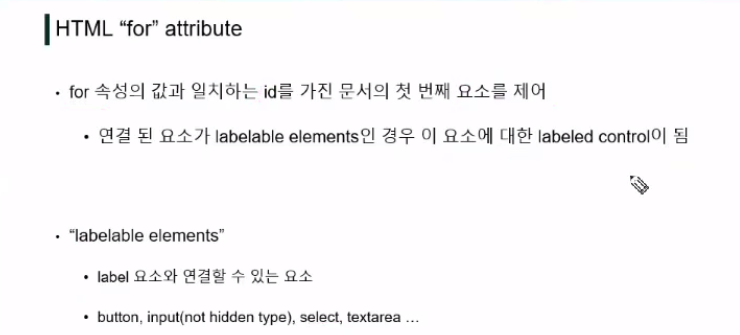 HTML “for” attribute
• for 속성의 값과 일치하는 id를 가진 문서의 첫 번째 요소를 제어
• 연결 된 요소가 labelable elements인 경우 이 요소에 대한 labeled control이 됨
• “labelable elements”
• label 요소와 연결할 수 있는 요소
• button, input(not hidden type), select, textarea …